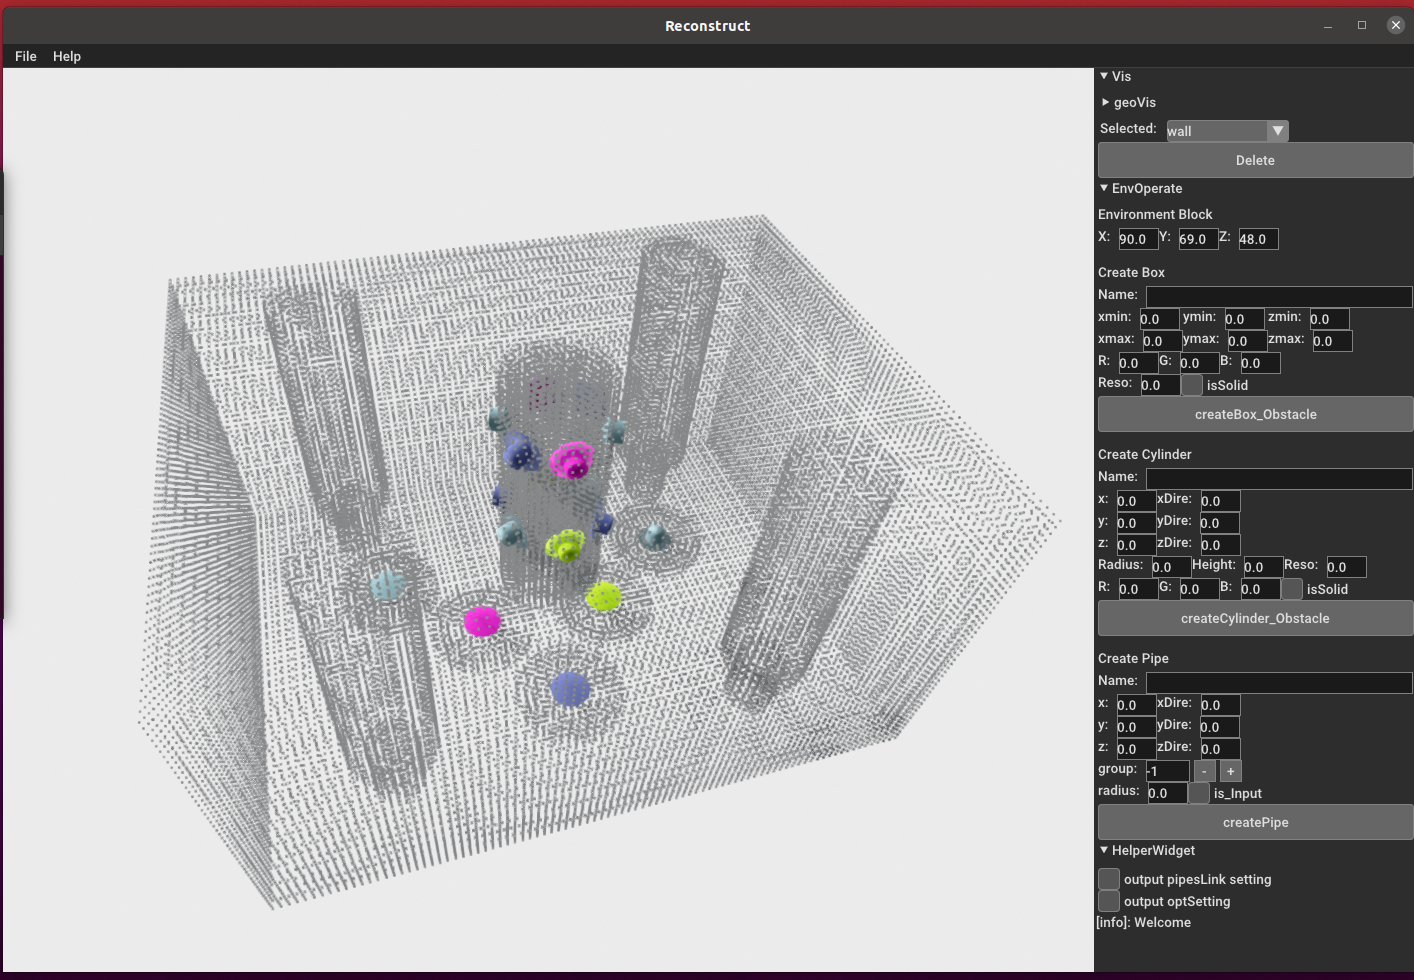 Reconstruct
File Help
Vis
geoVis
Selected: wall
Delete
EnvOperate
Environment Block
X: 90.0 Y: 69.0 Z: 48.0
Create Box
Name:
xmin: 0.0 ymin: 0.0 zmin: 0.0
xmax: 0.0 ymax: 0.0 zmax: 0.0
R: 0.0 G: 0.0 B: 0.0
Reso: 0.0 isSolid
createBox_Obstacle
Create Cylinder
Name:
x: 0.0 xDire: 0.0
y: 0.0 yDire: 0.0
z: 0.0 zDire: 0.0
Radius: 0.0 Height: 0.0 Reso: 0.0
R: 0.0 G: 0.0 B: 0.0 isSolid
createCylinder_Obstacle
Create Pipe
Name:
x: 0.0 xDire: 0.0
y: 0.0 yDire: 0.0
z: 0.0 zDire: 0.0
group: -1 - +
radius: 0.0 is_Input
createPipe
HelperWidget
output pipesLink setting
output optSetting
[info]: Welcome